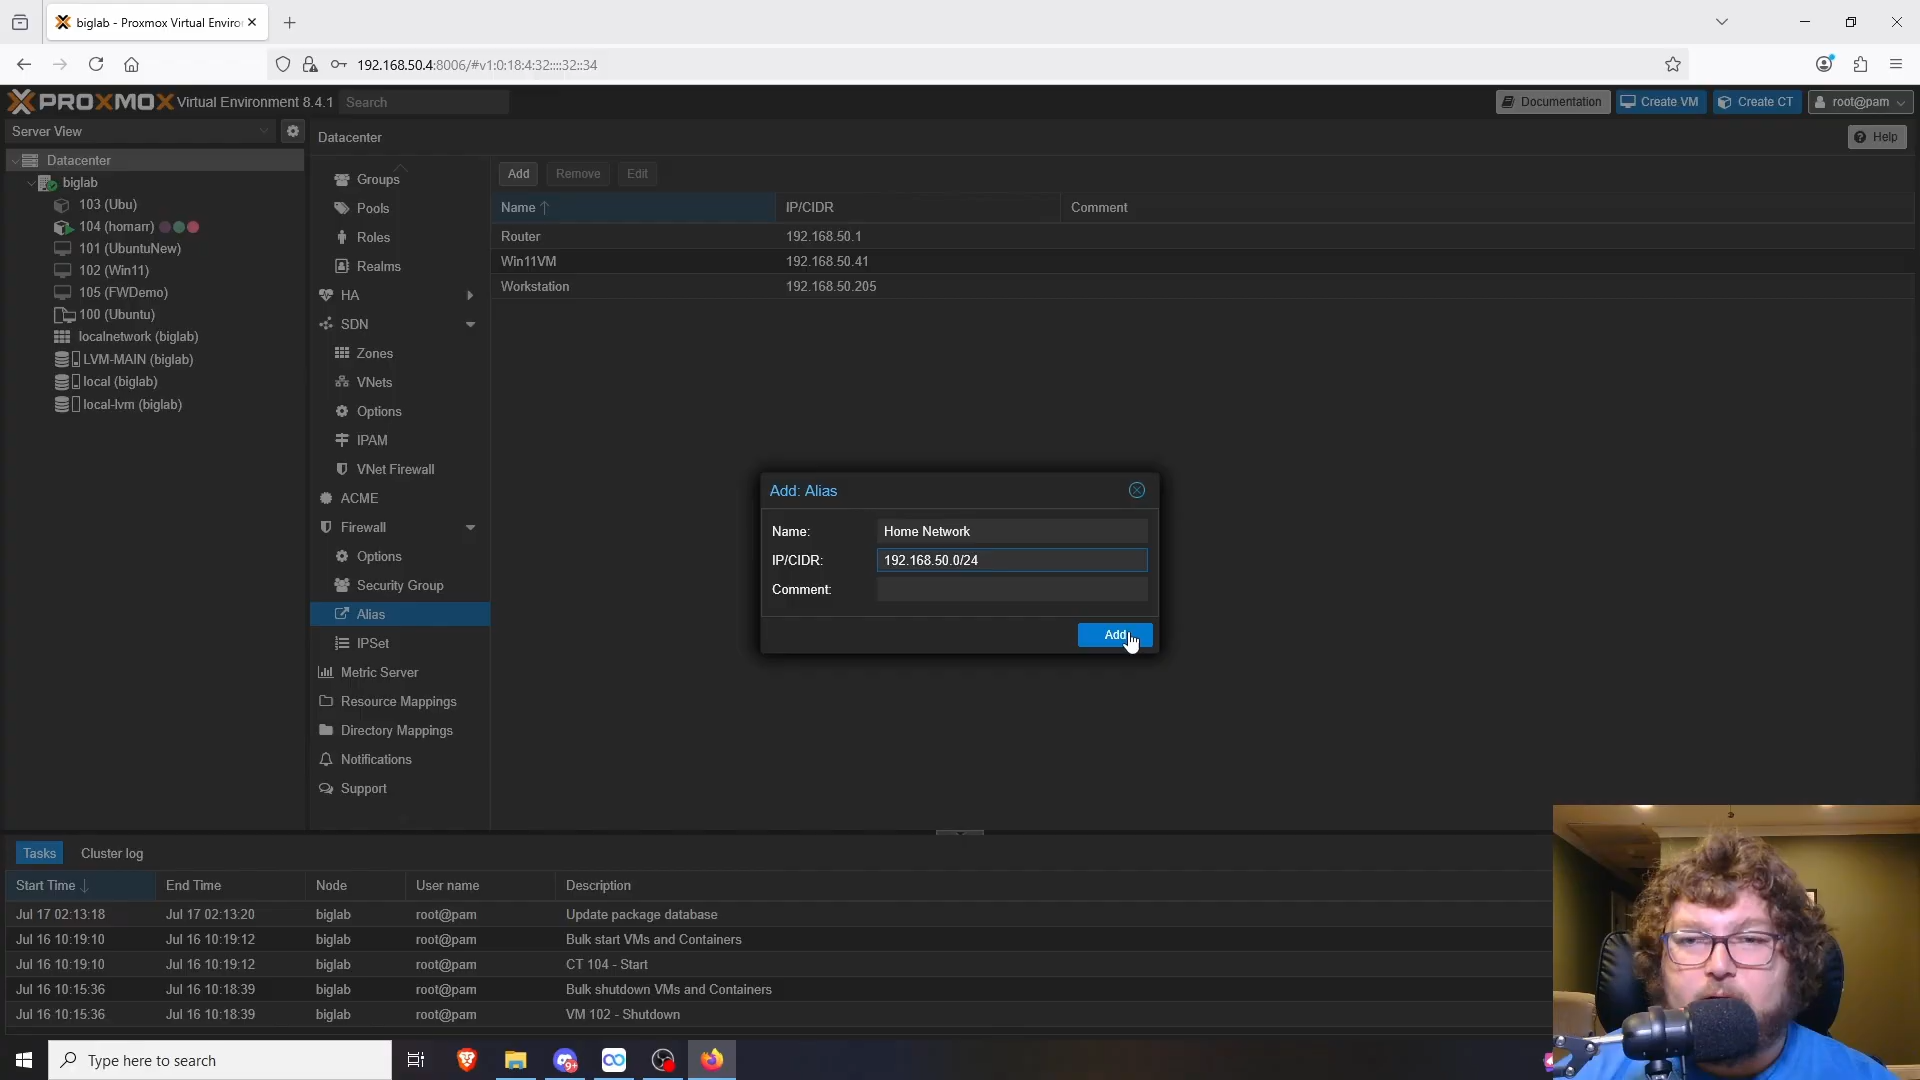 biglab - Proxmox Virtual Enviro
192.168.50.4:8006/#v1:0:18:4:32::::32::34
PROXMOX Virtual Environment 8.4.1 Search
Documentation Create VM Create CT root@pam
Server View
Datacenter
Help
Datacenter
biglab
103 (Ubu)
104 (homarr)
101 (UbuntuNew)
102 (Win11)
105 (FWDemo)
100 (Ubuntu)
localnetwork (biglab)
LVM-MAIN (biglab)
local (biglab)
local-lvm (biglab)
Groups
Pools
Roles
Realms
HA
SDN
Zones
VNets
Options
IPAM
VNet Firewall
ACME
Firewall
Options
Security Group
Alias
IPSet
Metric Server
Resource Mappings
Directory Mappings
Notifications
Support
Add Remove Edit
Name IP/CIDR Comment
Router 192.168.50.1
Win11VM 192.168.50.41
Workstation 192.168.50.205
Add: Alias
Name: Home Network
IP/CIDR: 192.168.50.0/24
Comment:
Add
Tasks Cluster log
Start Time End Time Node User name Description
Jul 17 02:13:18 Jul 17 02:13:20 biglab root@pam Update package database
Jul 16 10:19:10 Jul 16 10:19:12 biglab root@pam Bulk start VMs and Containers
Jul 16 10:19:10 Jul 16 10:19:12 biglab root@pam CT 104 - Start
Jul 16 10:15:36 Jul 16 10:18:39 biglab root@pam Bulk shutdown VMs and Containers
Jul 16 10:15:36 Jul 16 10:18:39 biglab root@pam VM 102 - Shutdown
Type here to search
9+